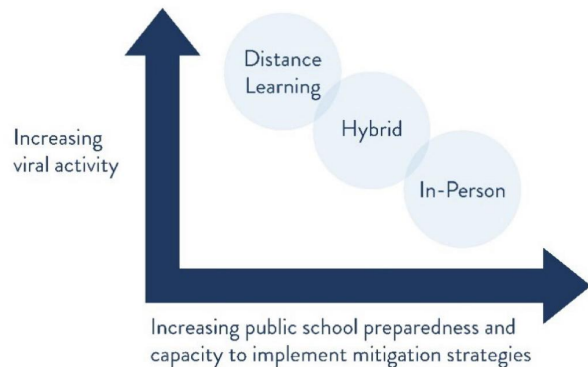 Distance
Learning
Hybrid
Increasing
viral activity
In-Person
Increasing public school preparedness and
capacity to implement mitigation strategies